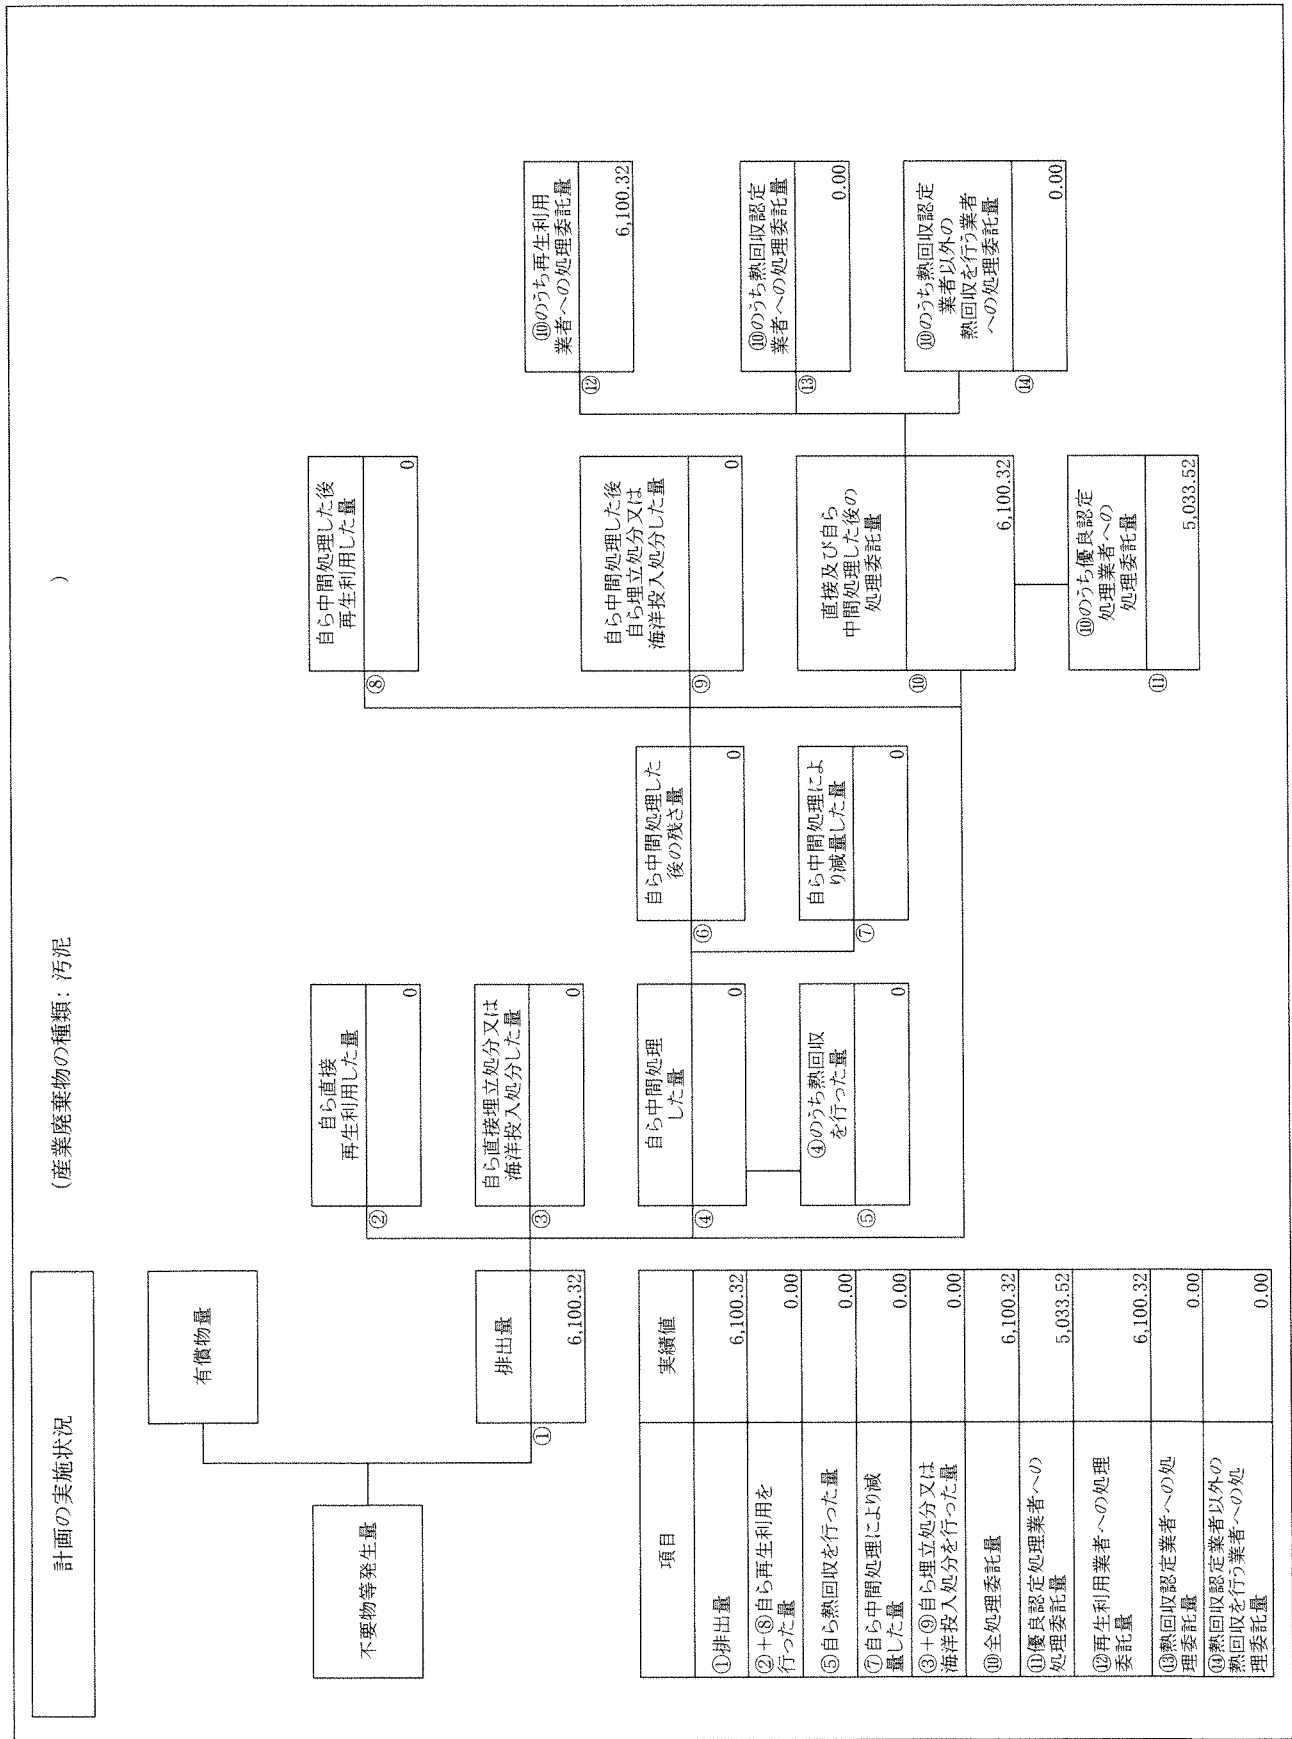 計画の実施状況
(産業廃棄物の種類: 汚泥
)
不要物等発生量
有償物量
①
排出量
6,100.32
②
自ら直接
再生利用した量
0
③
自ら直接埋立処分又は
海洋投入処分した量
0
④
自ら中間処理
した量
0
⑤
④のうち熱回収
を行った量
0
⑥
自ら中間処理した
後の残さ量
0
⑦
自ら中間処理によ
り減量した量
0
⑧
自ら中間処理した後
再生利用した量
0
⑨
自ら中間処理した後
自ら埋立処分又は
海洋投入処分した量
0
⑩
直接及び自ら
中間処理した後の
処理委託量
6,100.32
⑪
⑩のうち優良認定
処理業者への
処理委託量
5,033.52
⑫
⑩のうち再生利用
業者への処理委託量
6,100.32
⑬
⑩のうち熱回収認定
業者への処理委託量
0.00
⑭
⑩のうち熱回収認定
業者以外の
熱回収を行う業者
への処理委託量
0.00
項目
実績値
①排出量
6,100.32
②+⑧自ら再生利用を
行った量
0.00
⑤自ら熱回収を行った量
0.00
⑦自ら中間処理により減
量した量
0.00
③+⑨自ら埋立処分又は
海洋投入処分を行った量
0.00
⑩全処理委託量
6,100.32
⑪優良認定処理業者への
処理委託量
5,033.52
⑫再生利用業者への処理
委託量
6,100.32
⑬熱回収認定業者への処
理委託量
0.00
⑭熱回収認定業者以外の
熱回収を行う業者への処
理委託量
0.00